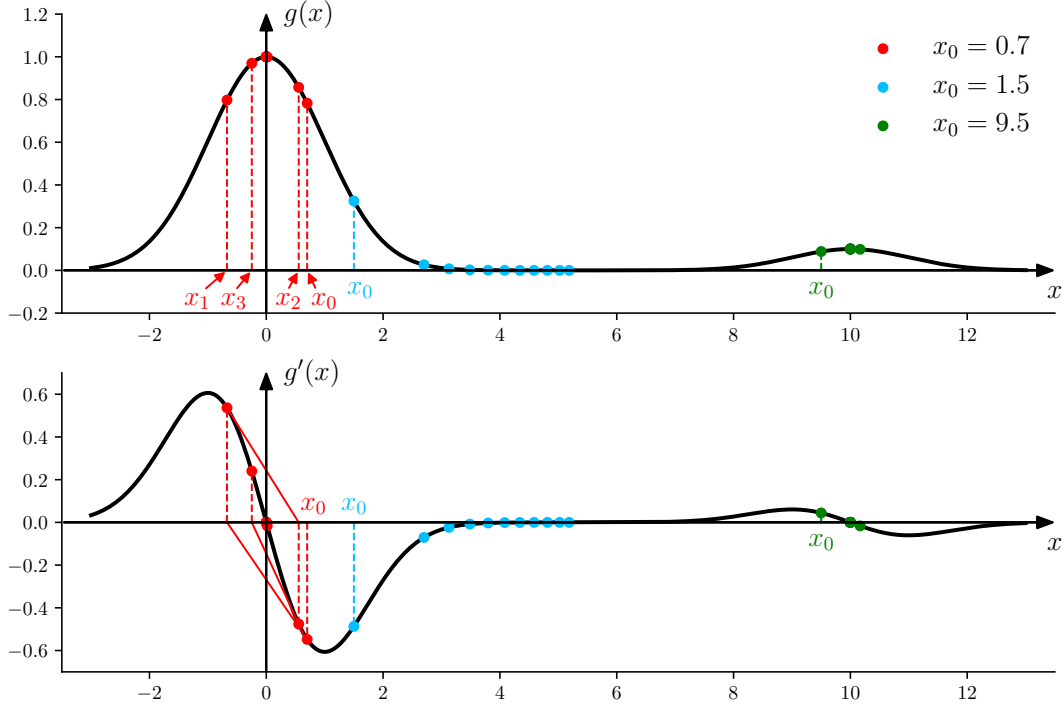 1.2
g(x)
1.0
0.8
0.6
0.4
0.2
0.0
−0.2
x₀ = 0.7
x₀ = 1.5
x₀ = 9.5
x₁ x₃ x₂ x₀ x₀ x₀ x
−2 0 2 4 6 8 10 12
g′(x)
0.6
0.4
0.2
0.0
−0.2
−0.4
−0.6
x₀ x₀ x₀ x
−2 0 2 4 6 8 10 12